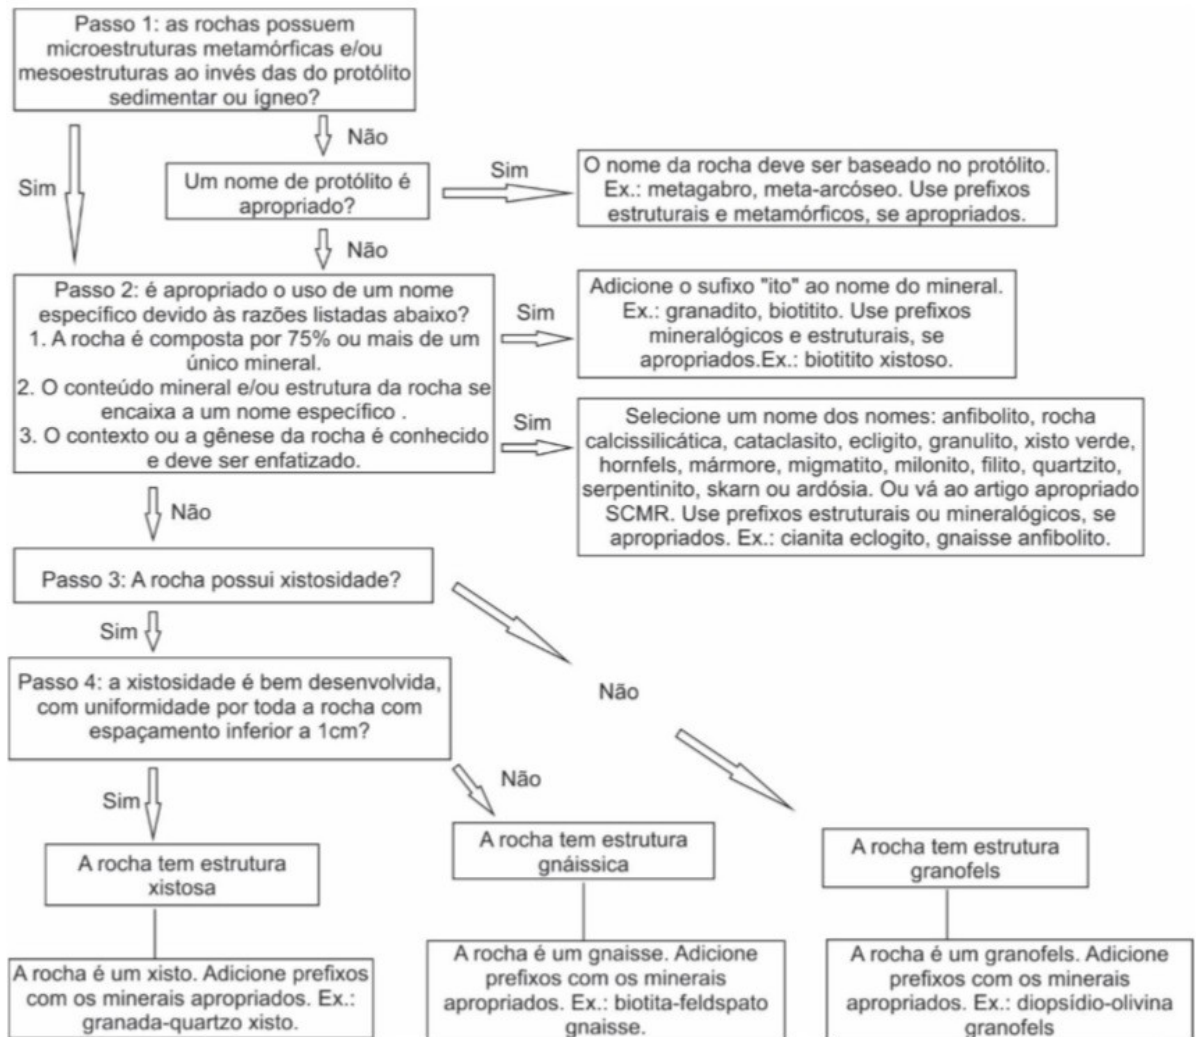 Passo 1: as rochas possuem
microestruturas metamórficas e/ou
mesoestruturas ao invés das do protólito
sedimentar ou ígneo?
Não
Sim
Um nome de protólito é
apropriado?
Sim
O nome da rocha deve ser baseado no protólito.
Ex.: metagabro, meta-arcóseo. Use prefixos
estruturais e metamórficos, se apropriados.
Não
Passo 2: é apropriado o uso de um nome
específico devido às razões listadas abaixo?
1. A rocha é composta por 75% ou mais de um
único mineral.
2. O conteúdo mineral e/ou estrutura da rocha se
encaixa a um nome específico .
3. O contexto ou a gênese da rocha é conhecido
e deve ser enfatizado.
Sim
Adicione o sufixo "ito" ao nome do mineral.
Ex.: granadito, biotitito. Use prefixos
mineralógicos e estruturais, se
apropriados.Ex.: biotitito xistoso.
Sim
Selecione um nome dos nomes: anfibolito, rocha
calcissilicática, cataclasito, ecligito, granulito, xisto verde,
hornfels, mármore, migmatito, milonito, filito, quartzito,
serpentinito, skarn ou ardósia. Ou vá ao artigo apropriado
SCMR. Use prefixos estruturais ou mineralógicos, se
apropriados. Ex.: cianita eclogito, gnaisse anfibolito.
Não
Passo 3: A rocha possui xistosidade?
Sim
Não
Passo 4: a xistosidade é bem desenvolvida,
com uniformidade por toda a rocha com
espaçamento inferior a 1cm?
Sim
Não
A rocha tem estrutura
xistosa
A rocha tem estrutura
gnáissica
A rocha tem estrutura
granofels
A rocha é um xisto. Adicione prefixos
com os minerais apropriados. Ex.:
granada-quartzo xisto.
A rocha é um gnaisse. Adicione
prefixos com os minerais
apropriados. Ex.: biotita-feldspato
gnaisse.
A rocha é um granofels. Adicione
prefixos com os minerais
apropriados. Ex.: diopsídio-olivina
granofels